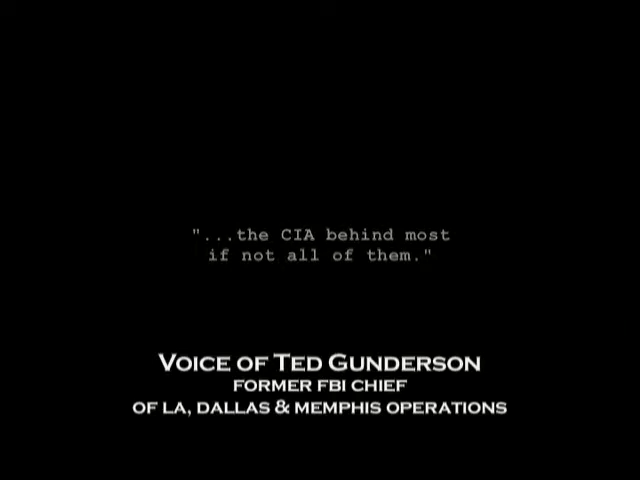 "...the CIA behind most
if not all of them."
VOICE OF TED GUNDERSON
FORMER FBI CHIEF
OF LA, DALLAS & MEMPHIS OPERATIONS